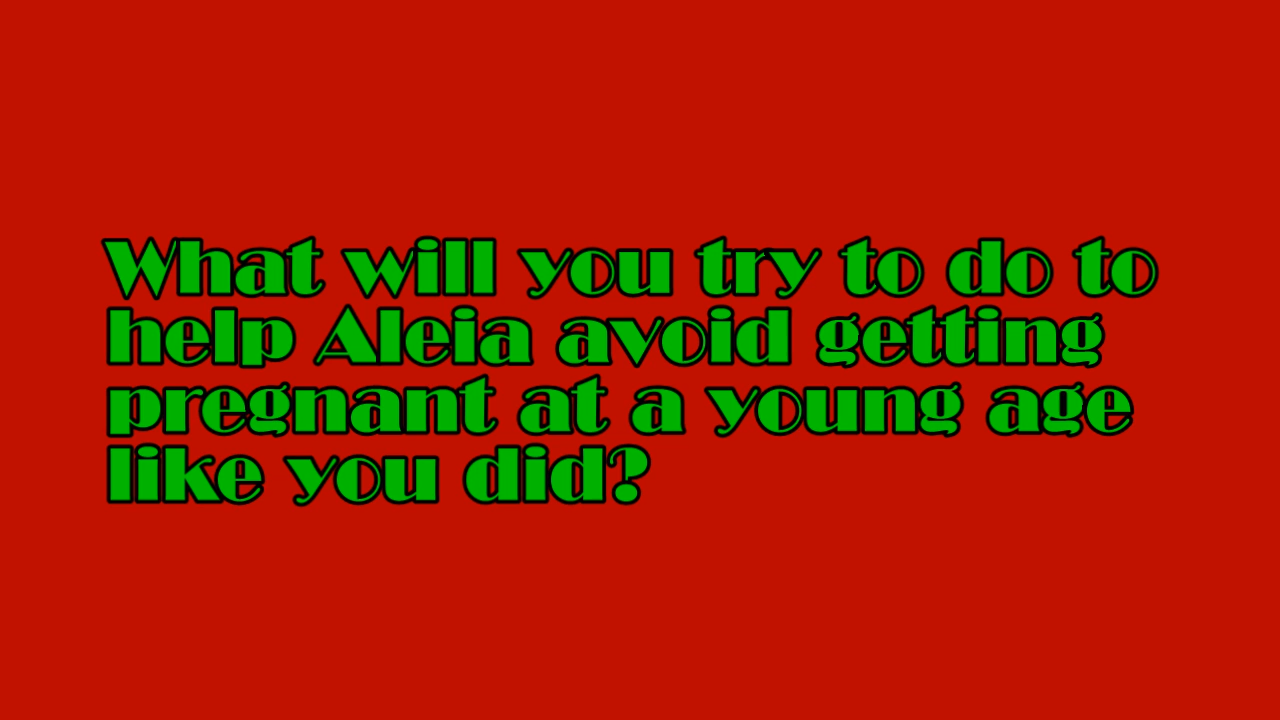 What will you try to do to
help Aleia avoid getting
pregnant at a young age
like you did?